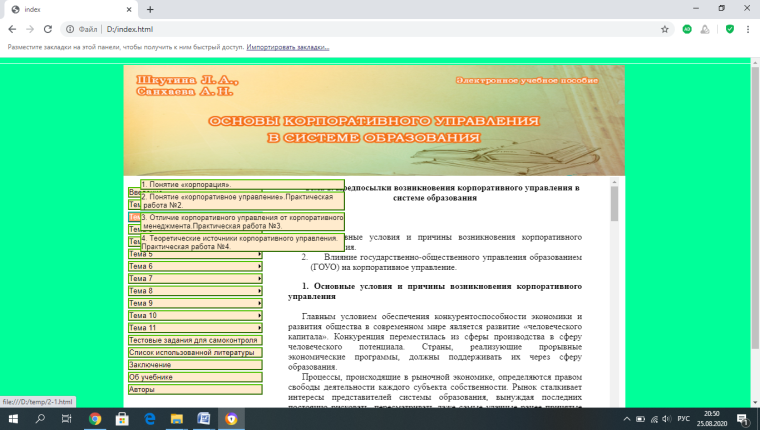 index
Файл | D:/index.html
Разместите закладки на этой панели, чтобы получить к ним быстрый доступ. Импортировать закладки...
Шкутина Л. А.,
Санхаева А. Н.
Электронное учебное пособие
ОСНОВЫ КОРПОРАТИВНОГО УПРАВЛЕНИЯ
В СИСТЕМЕ ОБРАЗОВАНИЯ
1. Понятие «корпорация».
2. Понятие «корпоративное управление».Практическая
работа №2.
3. Отличие корпоративного управления от корпоративного
менеджмента.Практическая работа №3.
4. Теоретические источники корпоративного управления.
Практическая работа №4.
Тема 5
Тема 6
Тема 7
Тема 8
Тема 9
Тема 10
Тема 11
Тестовые задания для самоконтроля
Список использованной литературы
Заключение
Об учебнике
Авторы
предпосылки возникновения корпоративного управления в
системе образования
условия и причины возникновения корпоративного
2. Влияние государственно-общественного управления образованием
(ГОУО) на корпоративное управление.
1. Основные условия и причины возникновения корпоративного
управления
Главным условием обеспечения конкурентоспособности экономики и
развития общества в современном мире является развитие «человеческого
капитала». Конкуренция переместилась из сферы производства в сферу
человеческого потенциала. Страны, реализующие прорывные
экономические программы, должны поддерживать их через сферу
образования.
Процессы, происходящие в рыночной экономике, определяются правом
свободы деятельности каждого субъекта собственности. Рынок сталкивает
интересы представителей системы образования, вынуждая последних
file:///D:/temp/2-1.html
РУС
20:50
25.08.2020